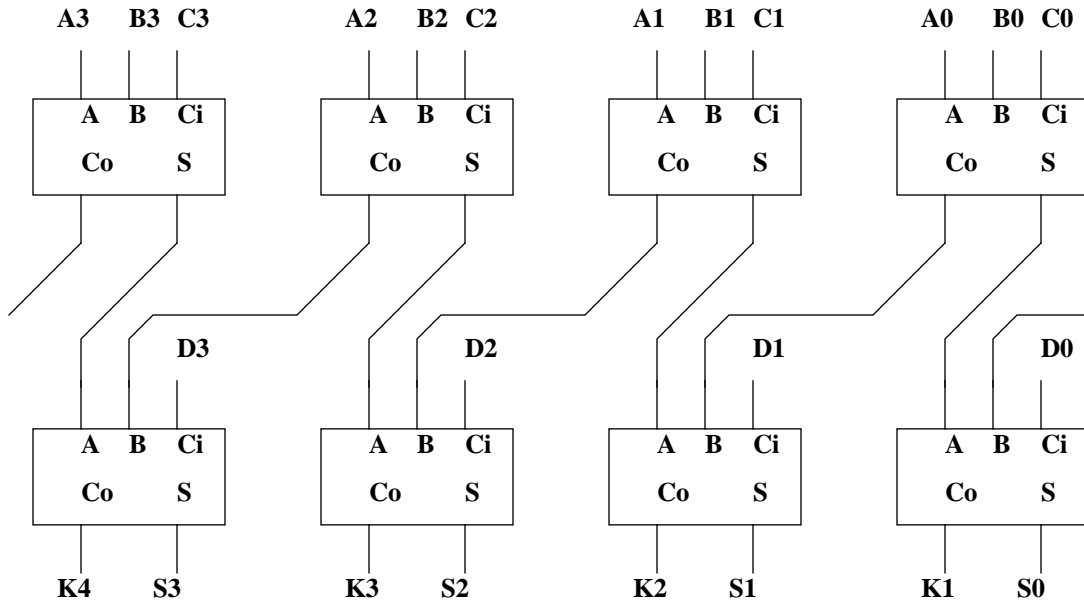 A3 B3 C3 A2 B2 C2 A1 B1 C1 A0 B0 C0
A B Ci A B Ci A B Ci A B Ci
Co S Co S Co S Co S
D3 D2 D1 D0
A B Ci A B Ci A B Ci A B Ci
Co S Co S Co S Co S
K4 S3 K3 S2 K2 S1 K1 S0